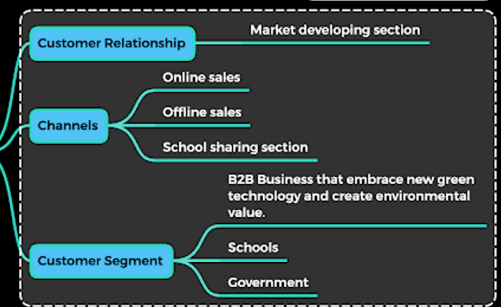 Market developing section
Customer Relationship
Online sales
Offline sales
Channels
School sharing section
B2B Business that embrace new green
technology and create environmental
value.
Schools
Customer Segment
Government